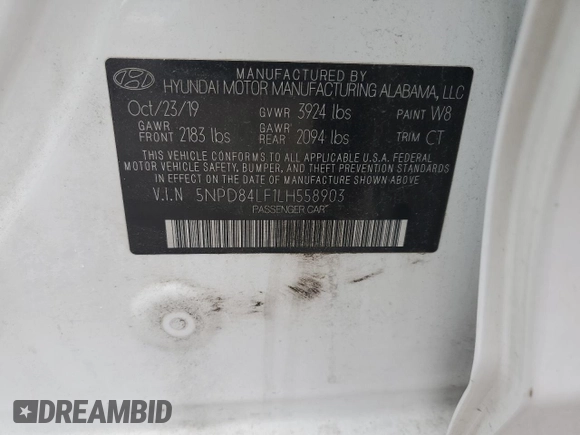 MANUFACTURED BY
HYUNDAI MOTOR MANUFACTURING ALABAMA, LLC
Oct/23/19 GVWR 3924 lbs PAINT W8
GAWR FRONT 2183 lbs GAWR REAR 2094 lbs TRIM CT
THIS VEHICLE CONFORMS TO ALL APPLICABLE U.S.A. FEDERAL
MOTOR VEHICLE SAFETY, BUMPER, AND THEFT PREVENTION STANDARDS
IN EFFECT ON THE DATE OF MANUFACTURE SHOWN ABOVE
V.I.N 5NPD84LF1LH558903
PASSENGER CAR
DREAMBID